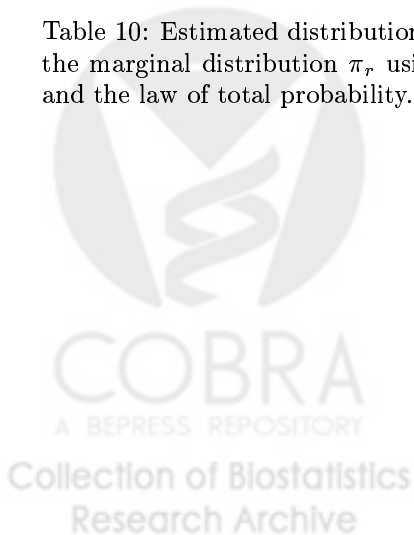 Table 10: Estimated distribution
the marginal distribution π_r usi
and the law of total probability.
COBRA
A BEPRESS REPOSITORY
Collection of Biostatistics
Research Archive